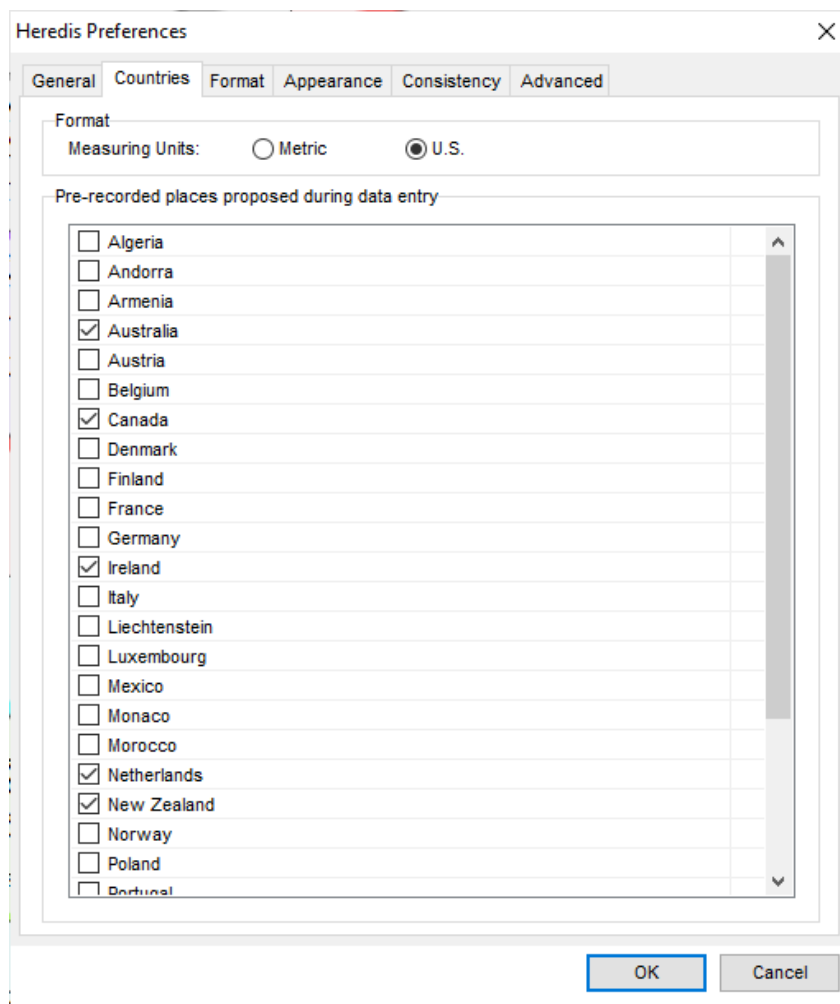 Heredis Preferences
General Countries Format Appearance Consistency Advanced
Format
Measuring Units: Metric U.S.
Pre-recorded places proposed during data entry
Algeria
Andorra
Armenia
Australia
Austria
Belgium
Canada
Denmark
Finland
France
Germany
Ireland
Italy
Liechtenstein
Luxembourg
Mexico
Monaco
Morocco
Netherlands
New Zealand
Norway
Poland
Portugal
OK Cancel